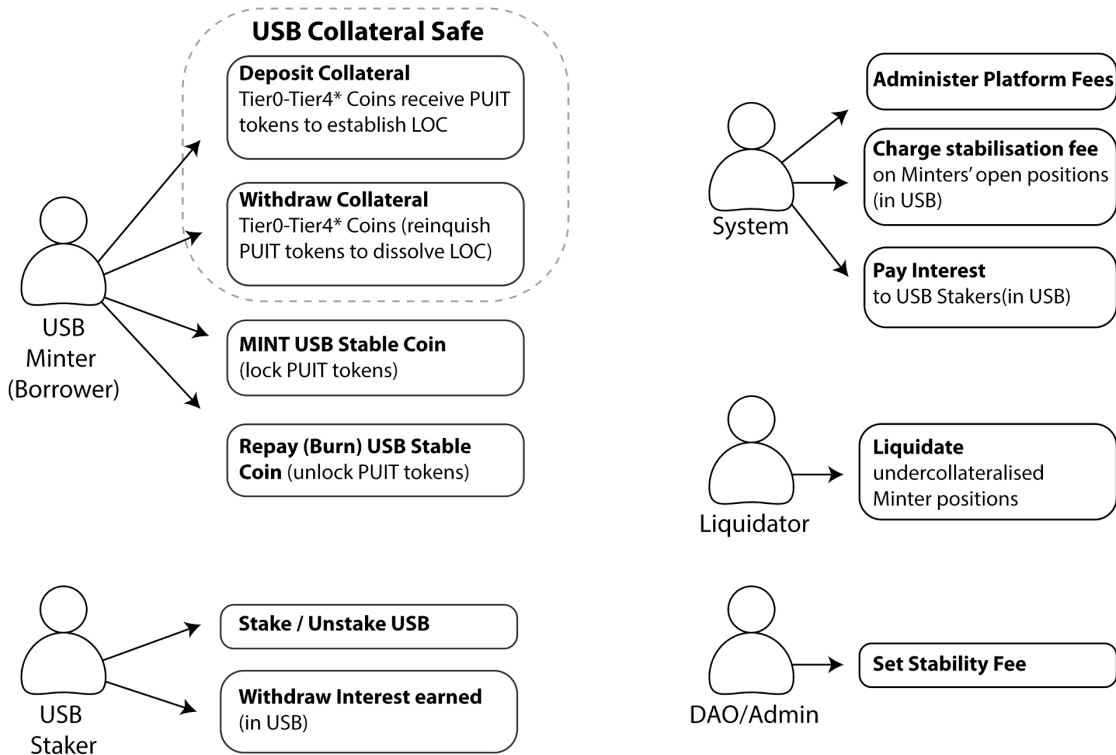 USB Collateral Safe
Deposit Collateral
Tier0-Tier4* Coins receive PUIT
tokens to establish LOC
Withdraw Collateral
Tier0-Tier4* Coins (reinquish
PUIT tokens to dissolve LOC)
USB
Minter
(Borrower)
MINT USB Stable Coin
(lock PUIT tokens)
Repay (Burn) USB Stable
Coin (unlock PUIT tokens)
USB
Staker
Stake / Unstake USB
Withdraw Interest earned
(in USB)
System
Administer Platform Fees
Charge stabilisation fee
on Minters' open positions
(in USB)
Pay Interest
to USB Stakers(in USB)
Liquidator
Liquidate
undercollateralised
Minter positions
DAO/Admin
Set Stability Fee